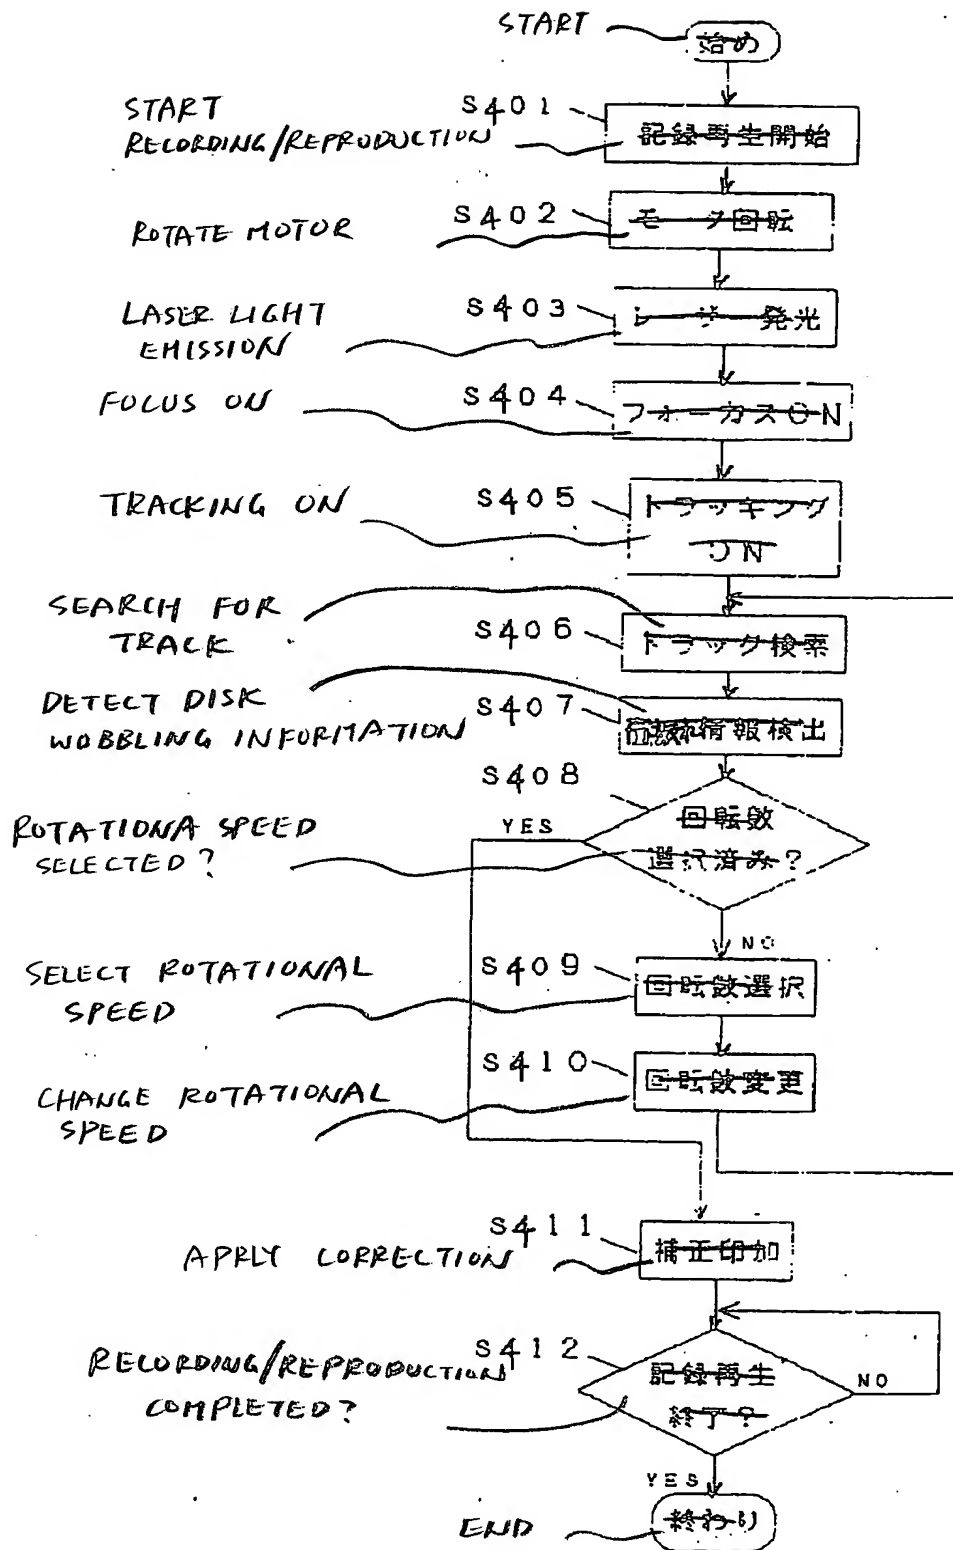 START
始め
START
RECORDING/REPRODUCTION
S401
記録再生開始
ROTATE MOTOR
S402
モータ回転
LASER LIGHT
EMISSION
S403
レーザー発光
FOCUS ON
S404
フォーカスON
TRACKING ON
S405
トラッキング
ON
SEARCH FOR
TRACK
S406
トラック検索
DETECT DISK
WOBBLING INFORMATION
S407
情報検出
S408
ROTATIONA SPEED
SELECTED?
YES
回転数
選択済み?
NO
SELECT ROTATIONAL
SPEED
S409
回転数選択
CHANGE ROTATIONAL
SPEED
S410
回転数変更
APPLY CORRECTION
S411
補正印加
RECORDING/REPRODUCTION
COMPLETED?
S412
記録再生
終了?
NO
YES
END
終わり